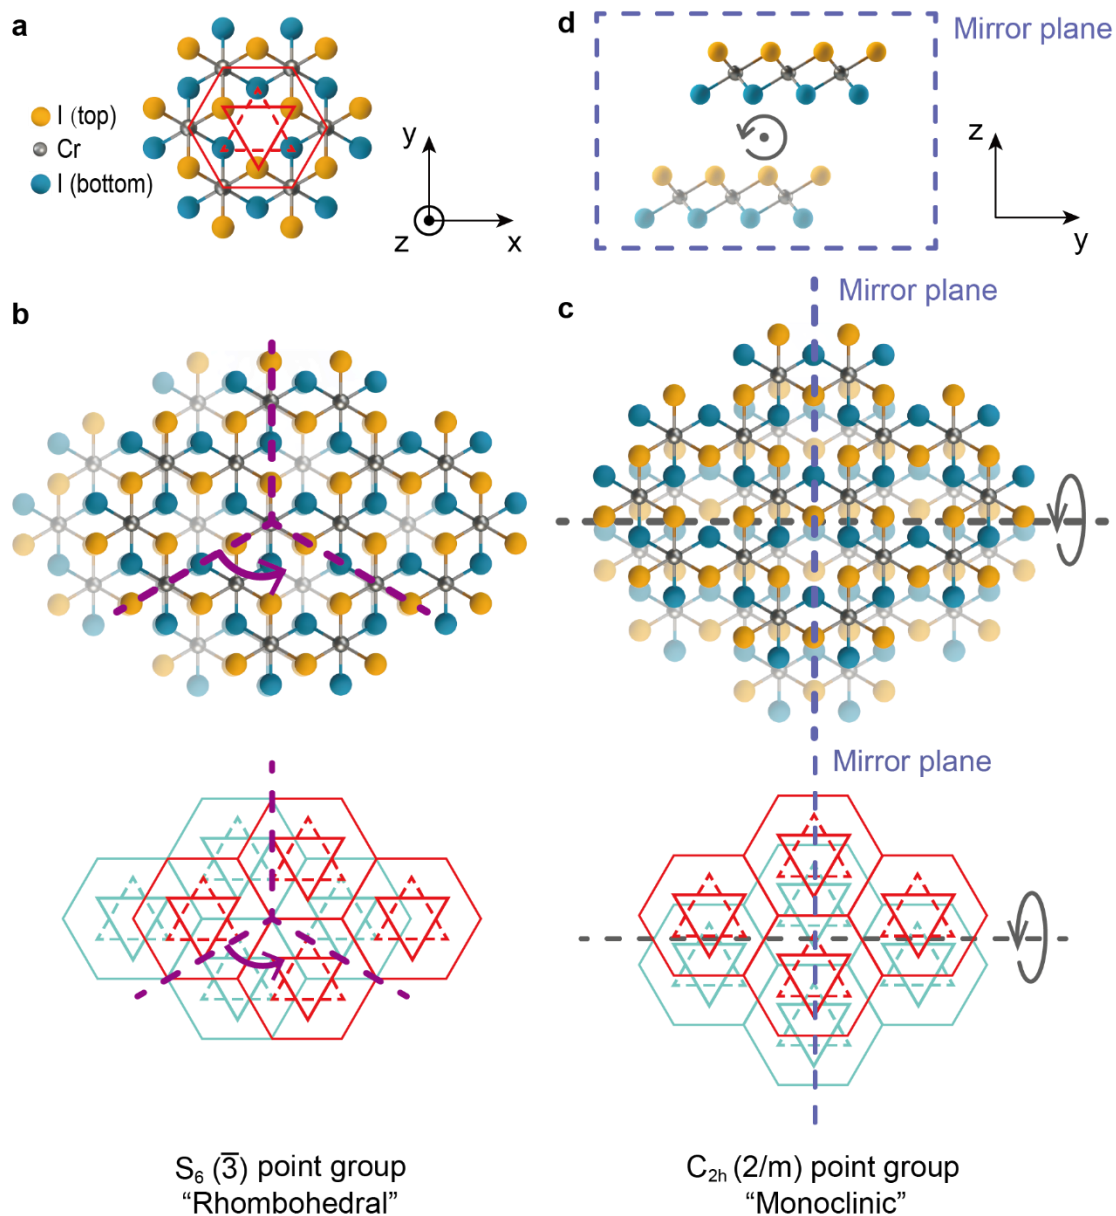 a
I (top)
Cr
I (bottom)
y
z
x
d
Mirror plane
z
y
b
Mirror plane
c
Mirror plane
S₆ (3̅) point group
“Rhombohedral”
C₂ₕ (2/m) point group
“Monoclinic”